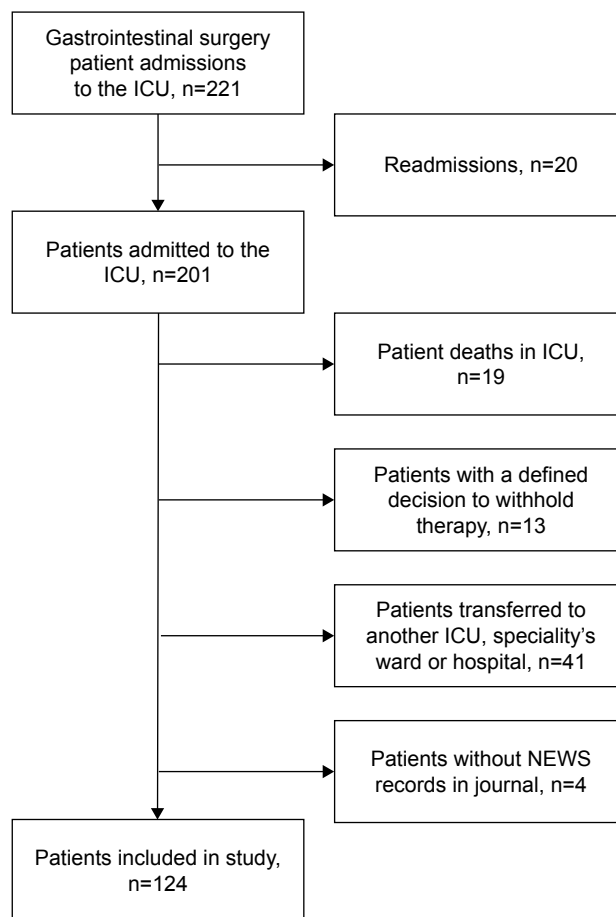 Gastrointestinal surgery
patient admissions
to the ICU, n=221
Readmissions, n=20
Patients admitted to the
ICU, n=201
Patient deaths in ICU,
n=19
Patients with a defined
decision to withhold
therapy, n=13
Patients transferred to
another ICU, speciality’s
ward or hospital, n=41
Patients without NEWS
records in journal, n=4
Patients included in study,
n=124